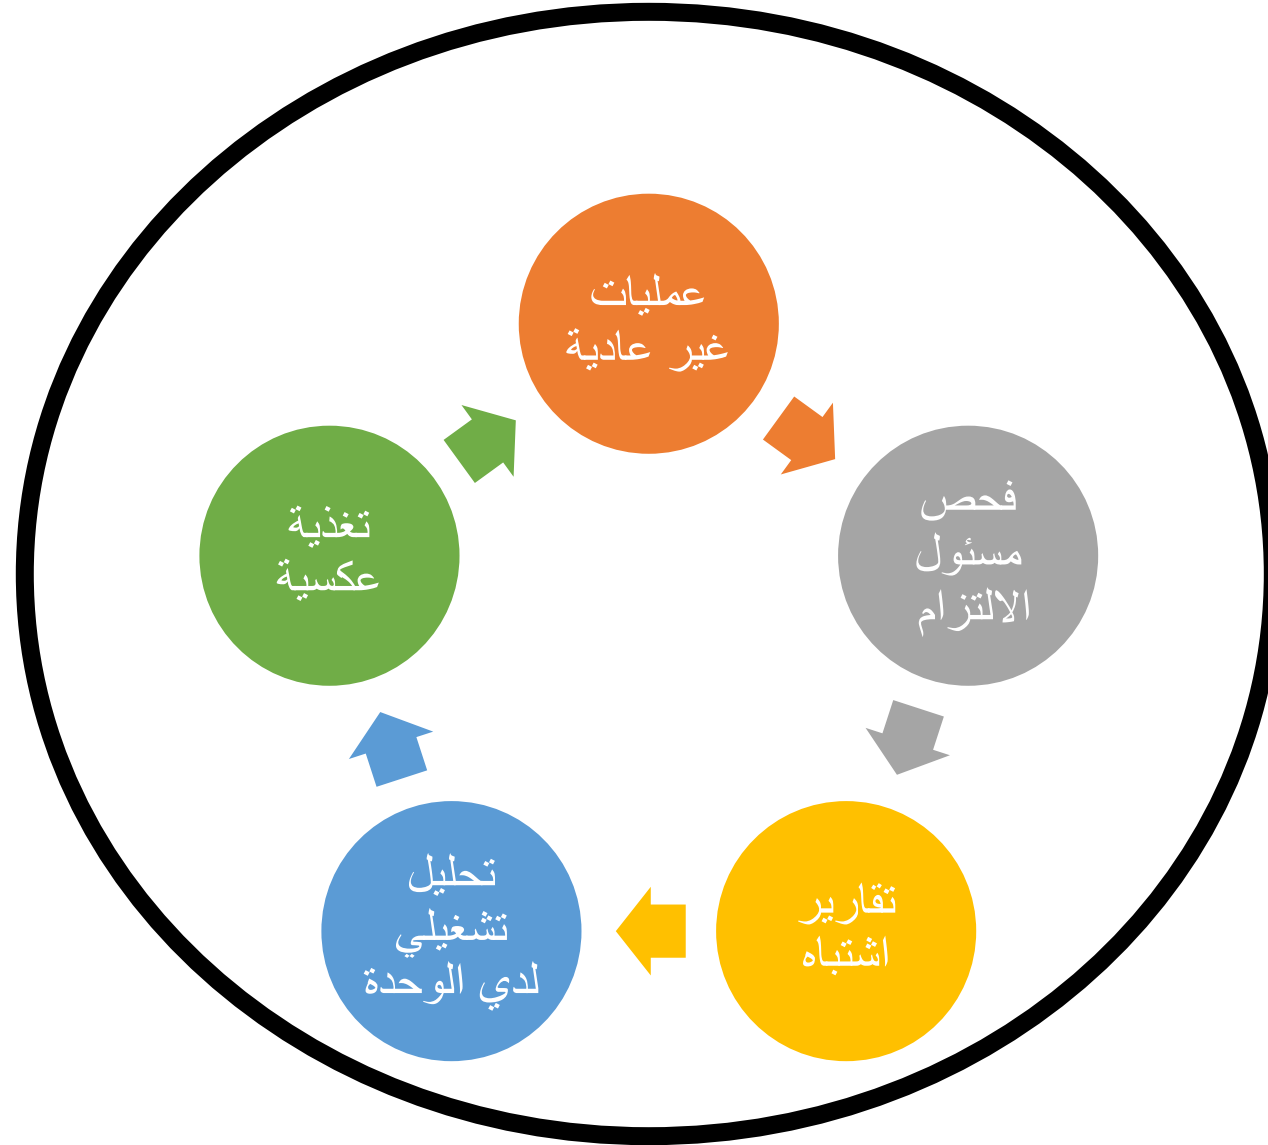 عمليات
غير عادية
فحص
مسئول
الالتزام
تقارير
اشتباه
تحليل
تشغيلي
لدي الوحدة
تغذية
عكسية